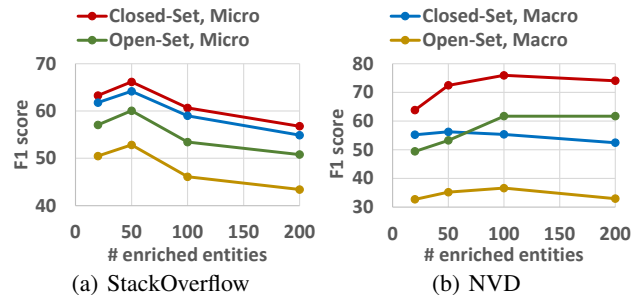 Closed-Set, Micro
Closed-Set, Macro
Open-Set, Micro
Open-Set, Macro
70
60
50
40
F1 score
0
50
100
150
200
# enriched entities
(a) StackOverflow
80
70
60
50
40
30
F1 score
0
50
100
150
200
# enriched entities
(b) NVD